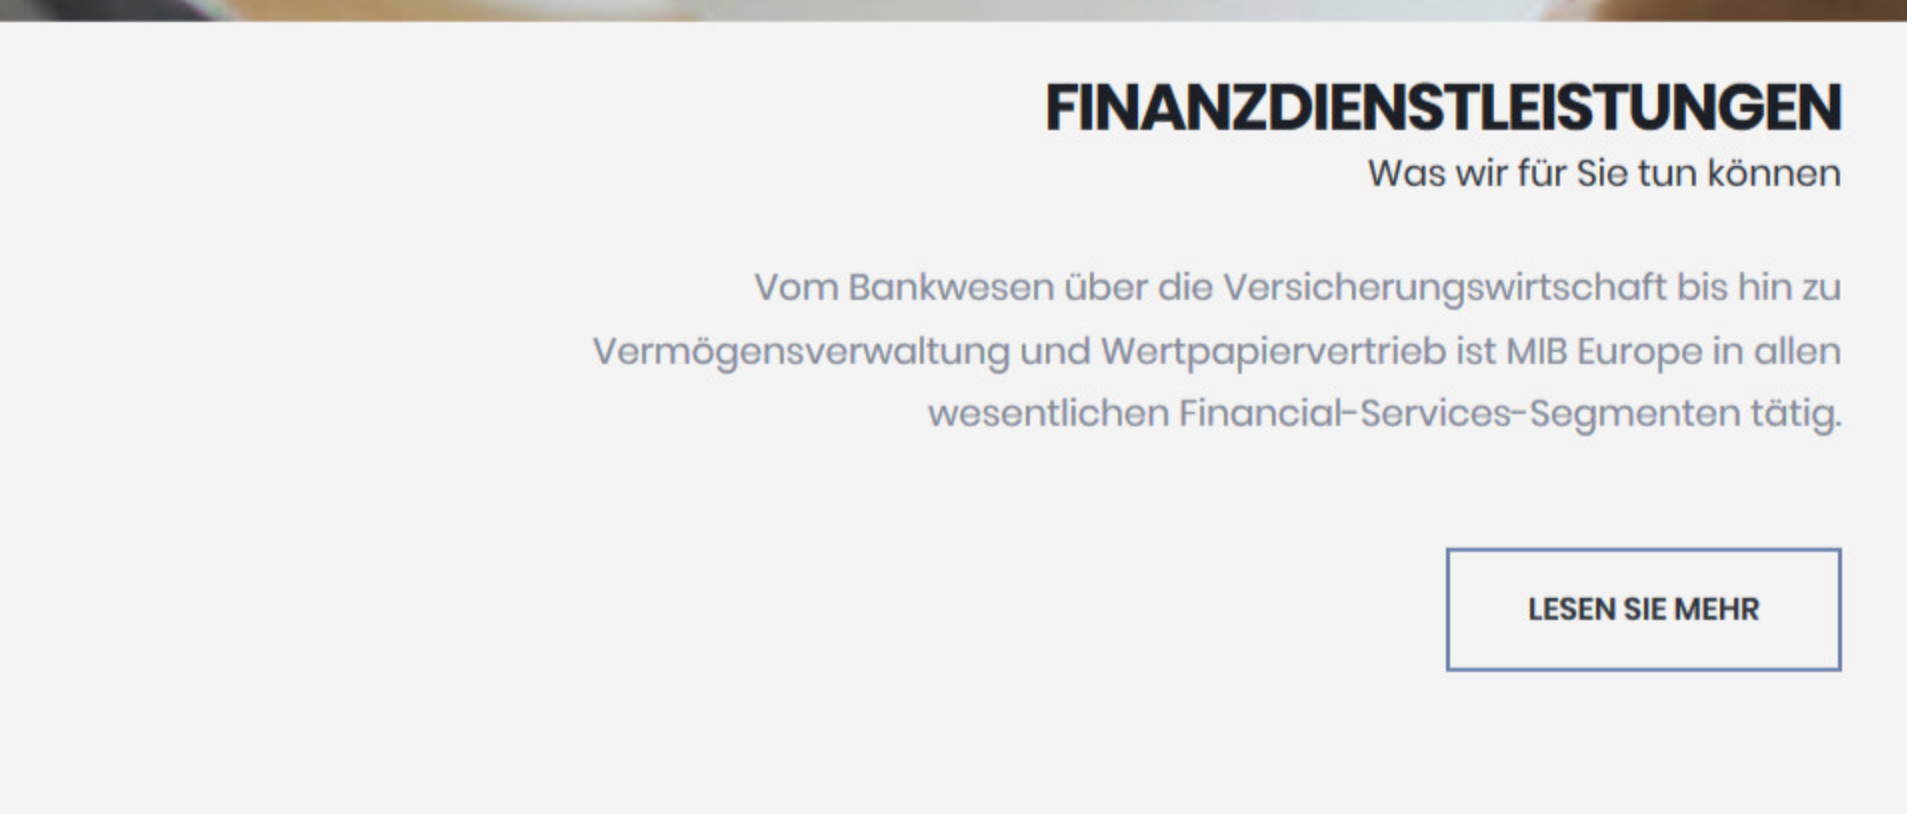 FINANZDIENSTLEISTUNGEN
Was wir für Sie tun können
Vom Bankwesen über die Versicherungswirtschaft bis hin zu
Vermögensverwaltung und Wertpapiervertrieb ist MIB Europe in allen
wesentlichen Financial-Services-Segmenten tätig.
LESEN SIE MEHR